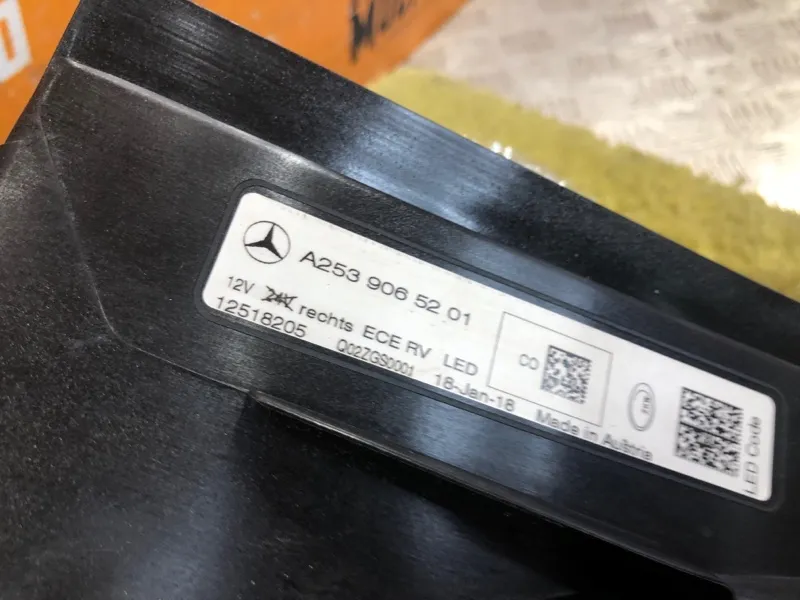 A253 906 52 01
12V 24V rechts ECE RV LED
12518205 Q02ZGS0001 18-Jan-18 Made in Austria
CO
LED Code